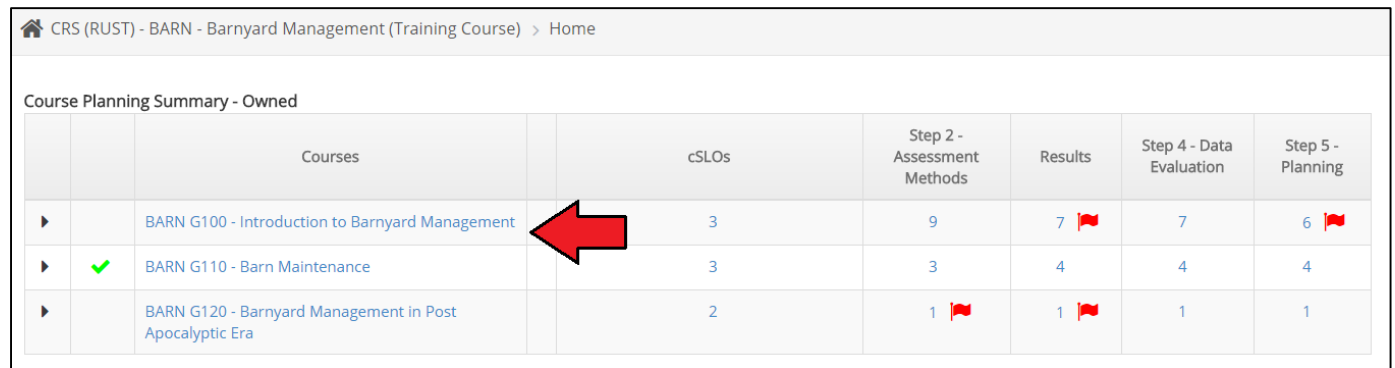 CRS (RUST) - BARN - Barnyard Management (Training Course) > Home
Course Planning Summary - Owned
Courses
cSLOs
Step 2 -
Assessment
Methods
Results
Step 4 - Data
Evaluation
Step 5 -
Planning
BARN G100 - Introduction to Barnyard Management 3 9 7 7 6
BARN G110 - Barn Maintenance 3 3 4 4 4
BARN G120 - Barnyard Management in Post 2 1 1 1 1
Apocalyptic Era